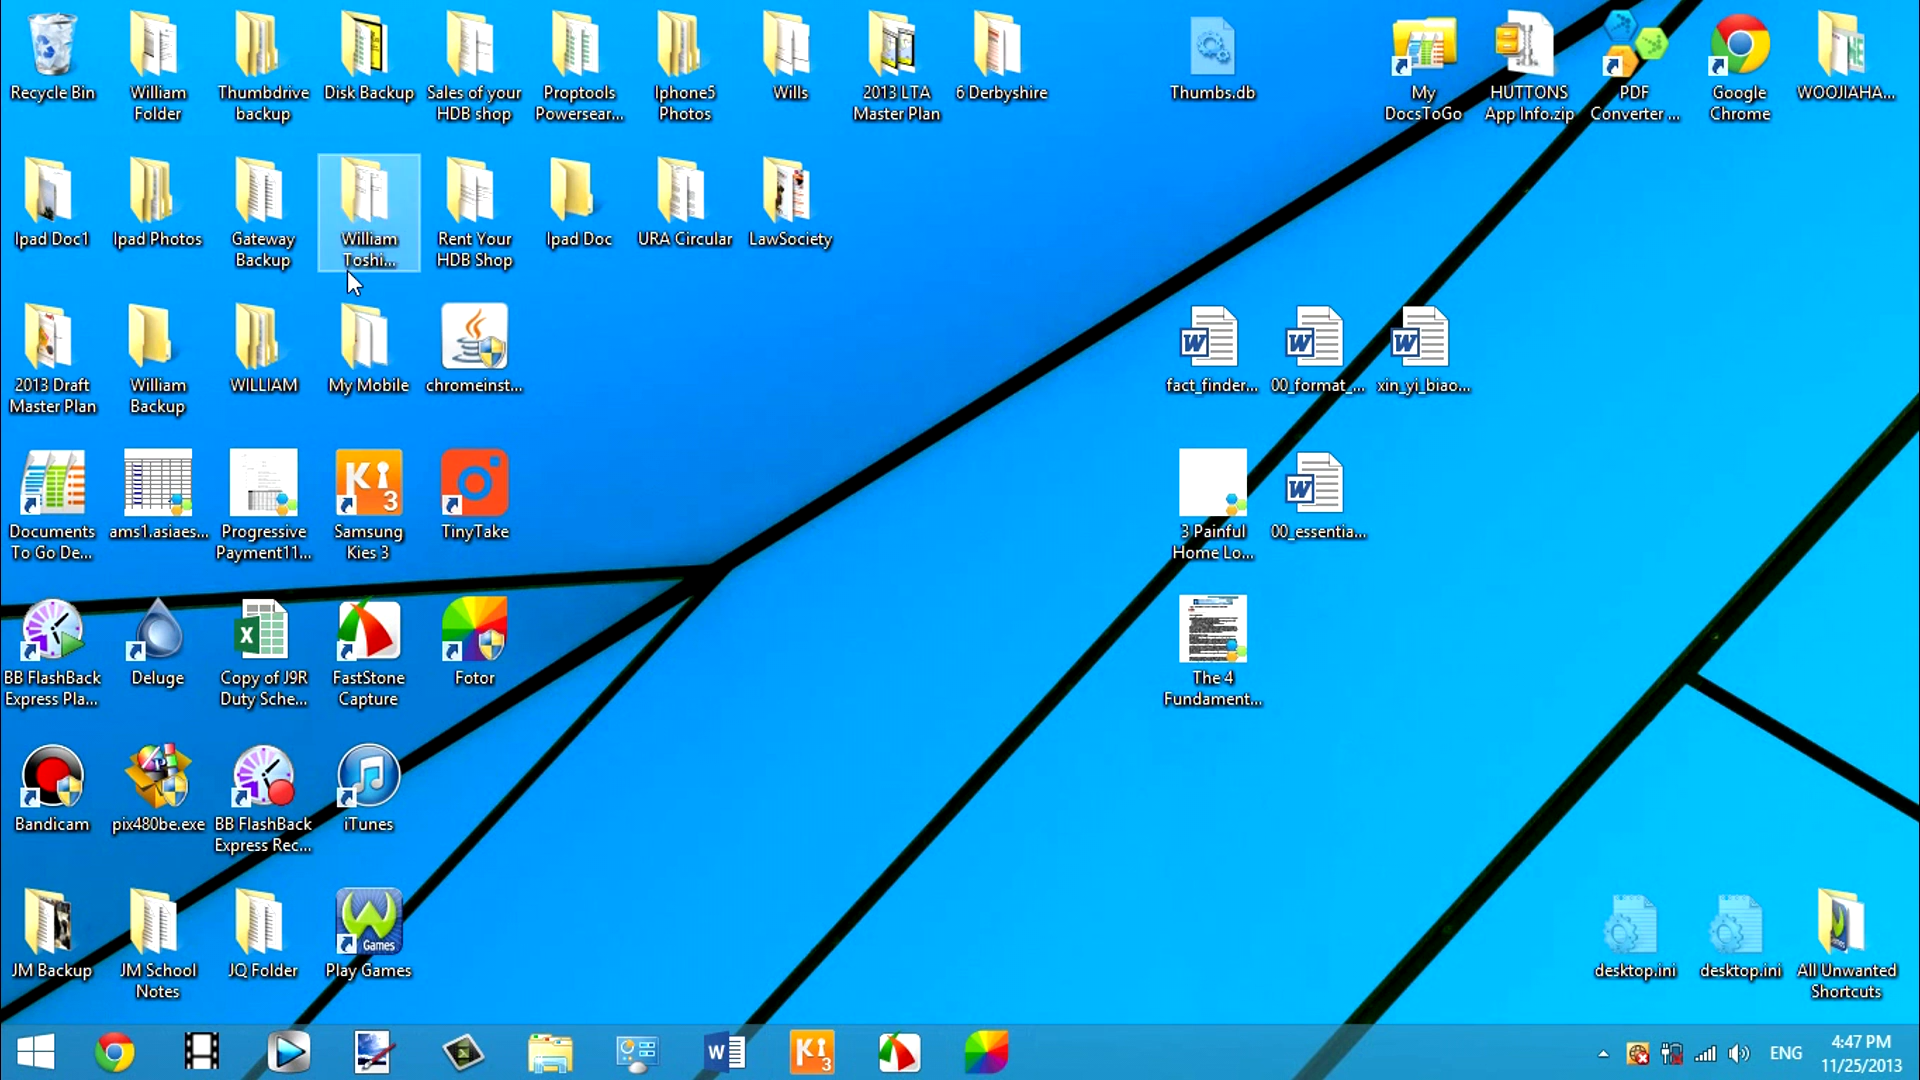 Recycle Bin
William
Folder
Thumbdrive
backup
Disk Backup
Sales of your
HDB shop
Proptools
Powersear...
Iphone5
Photos
Wills
2013 LTA
Master Plan
6 Derbyshire
Thumbs.db
My
DocsToGo
HUTTONS
App Info.zip
PDF
Converter ...
Google
Chrome
WOOJIAHA...
Ipad Doc1
Ipad Photos
Gateway
Backup
William
Toshi...
Rent Your
HDB Shop
Ipad Doc
URA Circular
LawSociety
2013 Draft
Master Plan
William
Backup
WILLIAM
My Mobile
chromeinst...
fact_finder...
00_format_...
xin_yi_biao...
Documents
To Go De...
ams1.asiaes...
Progressive
Payment11...
Ki
3
Samsung
Kies 3
TinyTake
3 Painful
Home Lo...
00_essentia...
BB FlashBack
Express Pla...
Deluge
Copy of J9R
Duty Sche...
FastStone
Capture
Fotor
The 4
Fundament...
Bandicam
pix480be.exe
BB FlashBack
Express Rec...
iTunes
JM Backup
JM School
Notes
JQ Folder
Games
Play Games
desktop.ini
desktop.ini
All Unwanted
Shortcuts
Ki
3
ENG
4:47 PM
11/25/2013